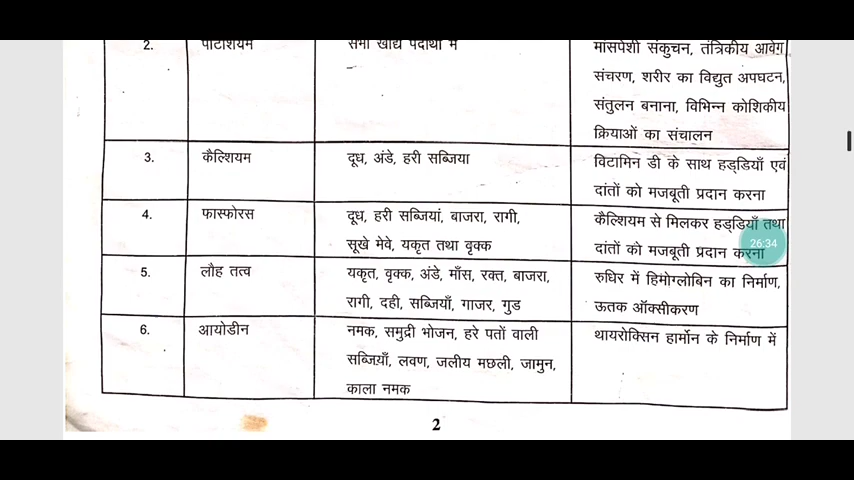 2. पोटाशियम सभी खाद्य पदार्थों में मांसपेशी संकुचन, तंत्रिकीय आवेग
संचरण, शरीर का विद्युत अपघटन,
संतुलन बनाना, विभिन्न कोशिकीय
क्रियाओं का संचालन
3. कैल्शियम दूध, अंडे, हरी सब्जिया विटामिन डी के साथ हड्डियाँ एवं
दांतों को मजबूती प्रदान करना
4. फास्फोरस दूध, हरी सब्जियां, बाजरा, रागी, कैल्शियम से मिलकर हड्डियाँ तथा
सूखे मेवे, यकृत तथा वृक्क दांतों को मजबूती प्रदान करना
26:34
5. लौह तत्व यकृत, वृक्क, अंडे, माँस, रक्त, बाजरा, रुधिर में हिमोग्लोबिन का निर्माण,
रागी, दही, सब्जियाँ, गाजर, गुड ऊतक ऑक्सीकरण
6. आयोडीन नमक, समुद्री भोजन, हरे पतों वाली थायरोक्सिन हार्मोन के निर्माण में
सब्जियाँ, लवण, जलीय मछली, जामुन,
काला नमक
2